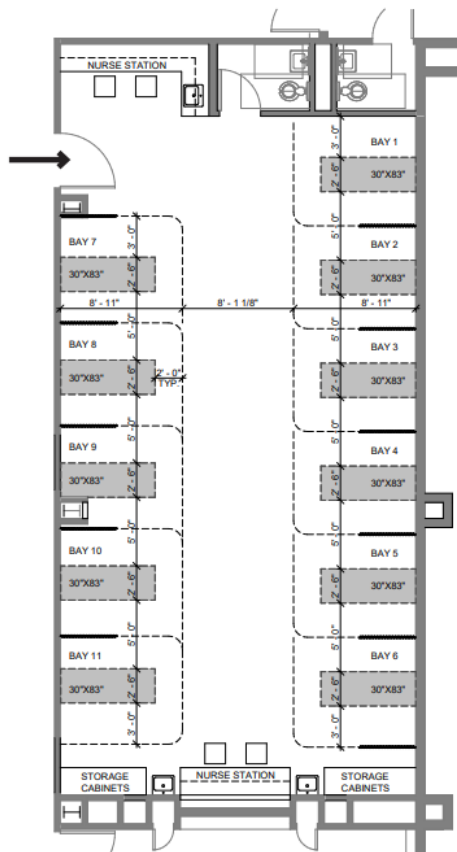 NURSE STATION
BAY 1
3' - 0"
30"X83"
2' - 6"
5' - 0"
BAY 7
3' - 0"
BAY 2
30"X83"
2' - 6"
30"X83"
2' - 6"
8' - 11"
8' - 1 1/8"
8' - 11"
5' - 0"
5' - 0"
BAY 8
BAY 3
30"X83"
2' - 6"
2' - 0"
TYP.
30"X83"
2' - 6"
5' - 0"
5' - 0"
BAY 9
BAY 4
30"X83"
2' - 6"
30"X83"
2' - 6"
5' - 0"
5' - 0"
BAY 10
BAY 5
30"X83"
2' - 6"
30"X83"
2' - 6"
5' - 0"
5' - 0"
BAY 11
BAY 6
30"X83"
2' - 6"
30"X83"
2' - 6"
3' - 0"
3' - 0"
STORAGE
CABINETS
NURSE STATION
STORAGE
CABINETS